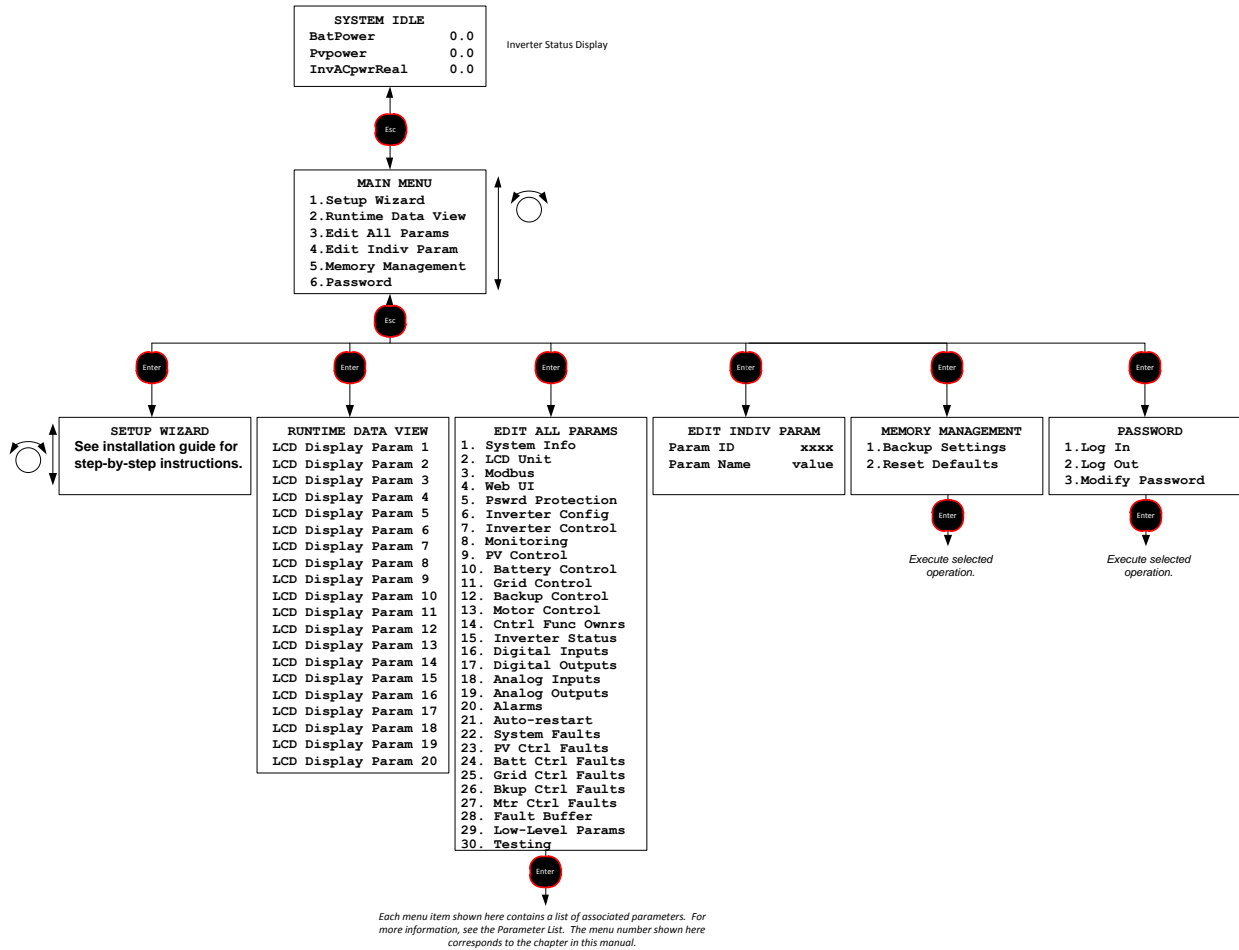 SYSTEM IDLE
BatPower 0.0
Pvpower 0.0
InvACpwrReal 0.0
Inverter Status Display
Esc
MAIN MENU
1.Setup Wizard
2.Runtime Data View
3.Edit All Params
4.Edit Indiv Param
5.Memory Management
6.Password
Esc
Enter
Enter
Enter
Enter
Enter
Enter
SETUP WIZARD
See installation guide for
step-by-step instructions.
RUNTIME DATA VIEW
LCD Display Param 1
LCD Display Param 2
LCD Display Param 3
LCD Display Param 4
LCD Display Param 5
LCD Display Param 6
LCD Display Param 7
LCD Display Param 8
LCD Display Param 9
LCD Display Param 10
LCD Display Param 11
LCD Display Param 12
LCD Display Param 13
LCD Display Param 14
LCD Display Param 15
LCD Display Param 16
LCD Display Param 17
LCD Display Param 18
LCD Display Param 19
LCD Display Param 20
EDIT ALL PARAMS
1. System Info
2. LCD Unit
3. Modbus
4. Web UI
5. Pswrd Protection
6. Inverter Config
7. Inverter Control
8. Monitoring
9. PV Control
10. Battery Control
11. Grid Control
12. Backup Control
13. Motor Control
14. Cntrl Func Ownrs
15. Inverter Status
16. Digital Inputs
17. Digital Outputs
18. Analog Inputs
19. Analog Outputs
20. Alarms
21. Auto-restart
22. System Faults
23. PV Ctrl Faults
24. Batt Ctrl Faults
25. Grid Ctrl Faults
26. Bkup Ctrl Faults
27. Mtr Ctrl Faults
28. Fault Buffer
29. Low-Level Params
30. Testing
Enter
Each menu item shown here contains a list of associated parameters. For
more information, see the Parameter List. The menu number shown here
corresponds to the chapter in this manual.
EDIT INDIV PARAM
Param ID xxxx
Param Name value
MEMORY MANAGEMENT
1.Backup Settings
2.Reset Defaults
Enter
Execute selected
operation.
PASSWORD
1.Log In
2.Log Out
3.Modify Password
Enter
Execute selected
operation.